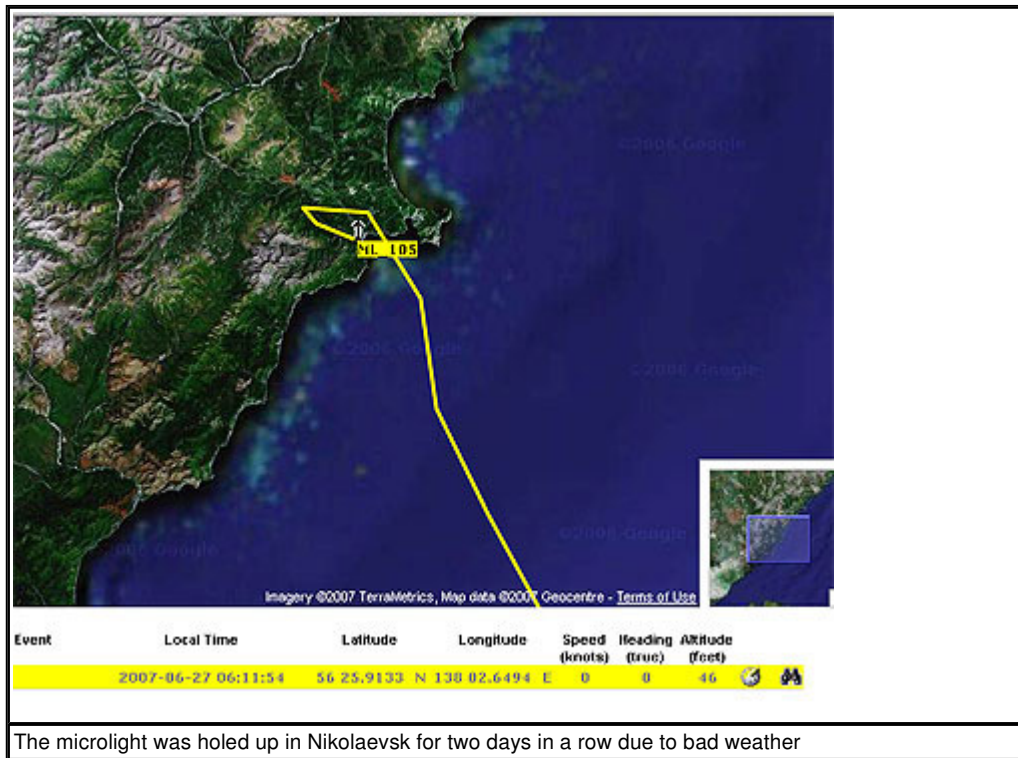 ©2006 Google
ML 105
©2006 Google
©2006 Google
©2006 Google
2006 Google
Imagery ©2007 TerraMetrics, Map data ©2007 Geocentre - Terms of Use
Event Local Time Latitude Longitude Speed (knots) Heading (true) Altitude (feet)
2007-06-27 06:11:54 56 25.9133 N 138 02.6494 E 0 0 46
The microlight was holed up in Nikolaevsk for two days in a row due to bad weather